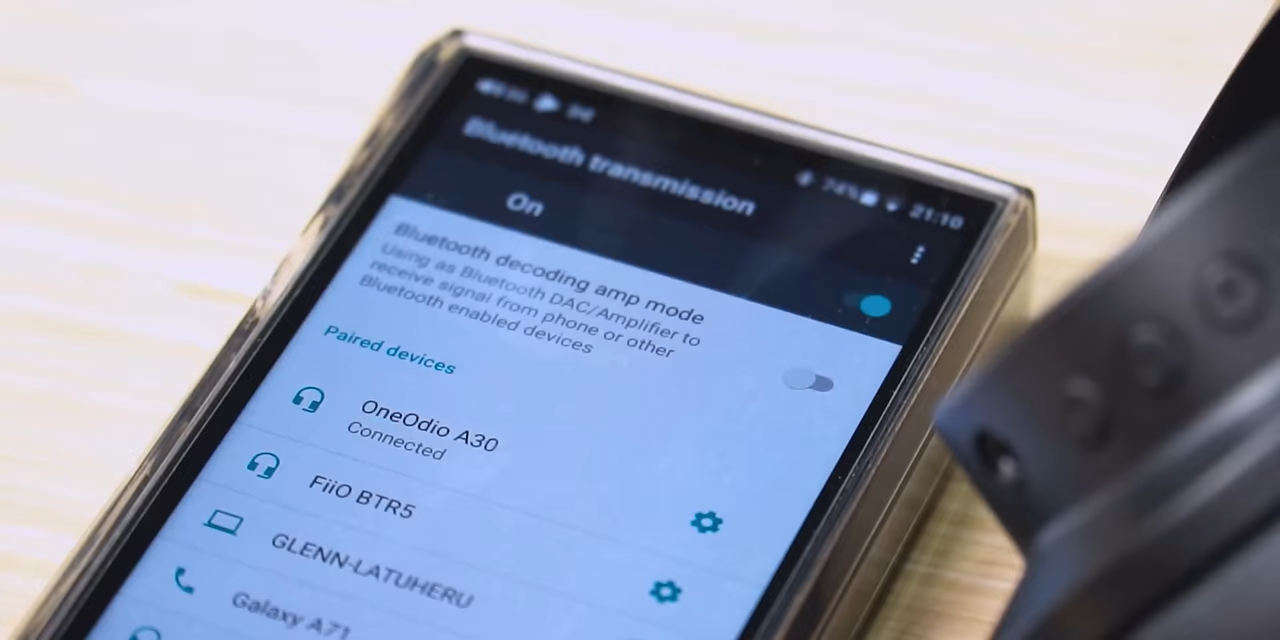 74% 21:10
Bluetooth transmission
On
Bluetooth decoding amp mode
Using as Bluetooth DAC/Amplifier to
receive signal from phone or other
Bluetooth enabled devices
Paired devices
OneOdio A30
Connected
FiiO BTR5
GLENN-LATUHERU
Galaxy A71